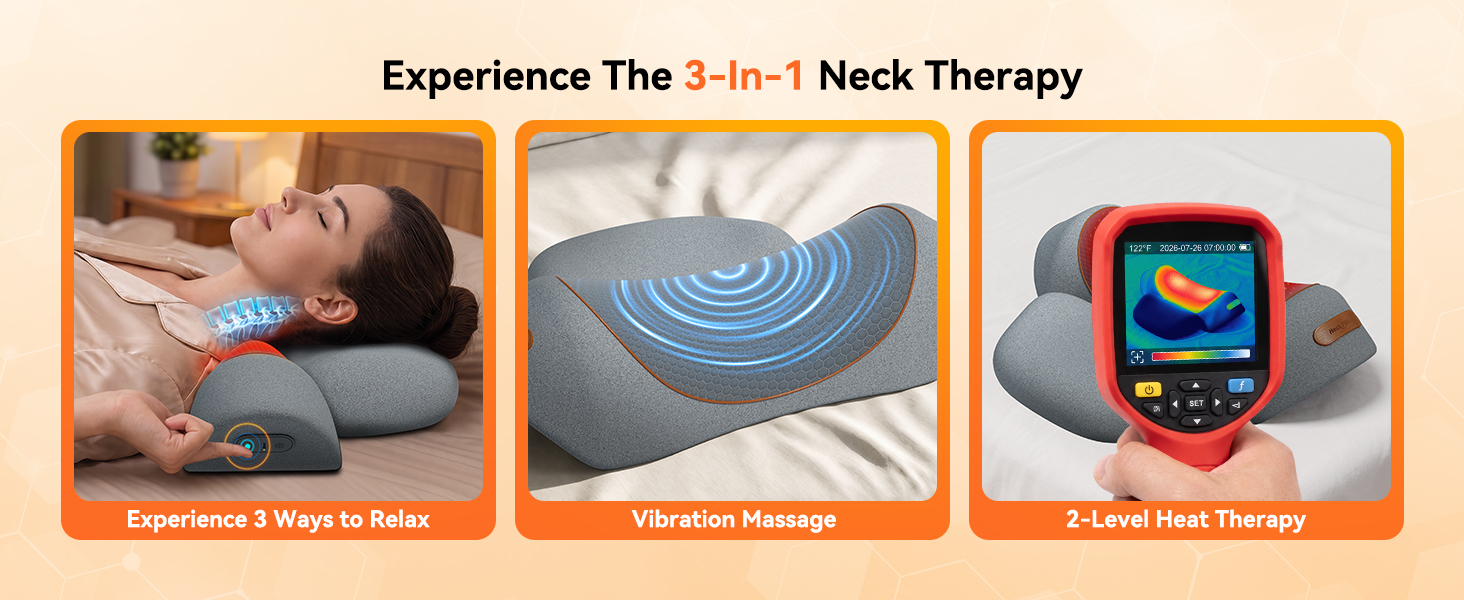 Experience The 3-In-1 Neck Therapy
122°F 2026-07-26 07:00:00
SET
Experience 3 Ways to Relax
Vibration Massage
2-Level Heat Therapy